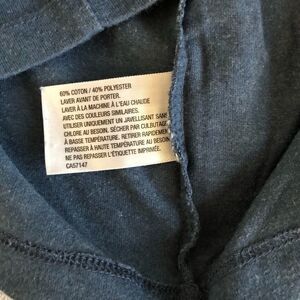 60% COTON / 40% POLYESTER
LAVER AVANT DE PORTER.
LAVER À LA MACHINE À L'EAU CHAUDE
AVEC DES COULEURS SIMILAIRES.
UTILISER UNIQUEMENT UN JAVELLISANT SANS
CHLORE AU BESOIN, SÉCHER PAR CULBUTAGE
À BASSE TEMPÉRATURE, RETIRER RAPIDEMENT
REPASSER À HAUTE TEMPÉRATURE AU BESOIN
NE PAS REPASSER L'ÉTIQUETTE IMPRIMÉE.
CA57147